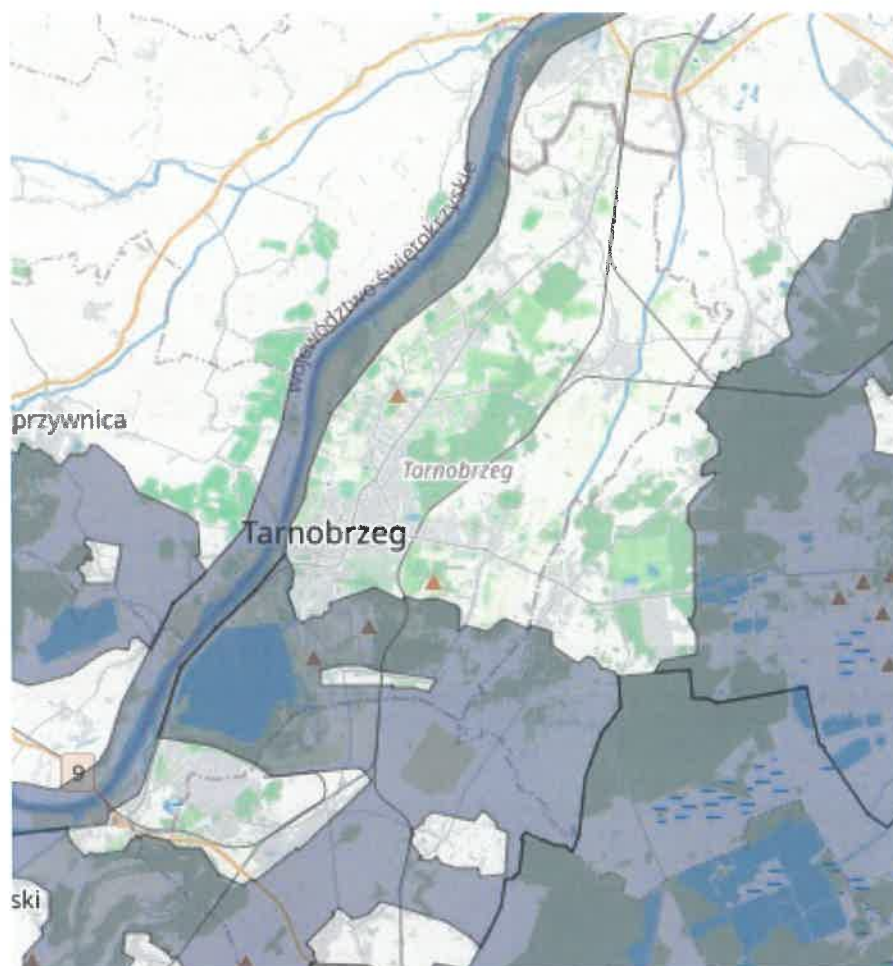 województwo świętokrzyskie
przywnica
Tarnobrzeg
Tarnobrzeg
9
ski